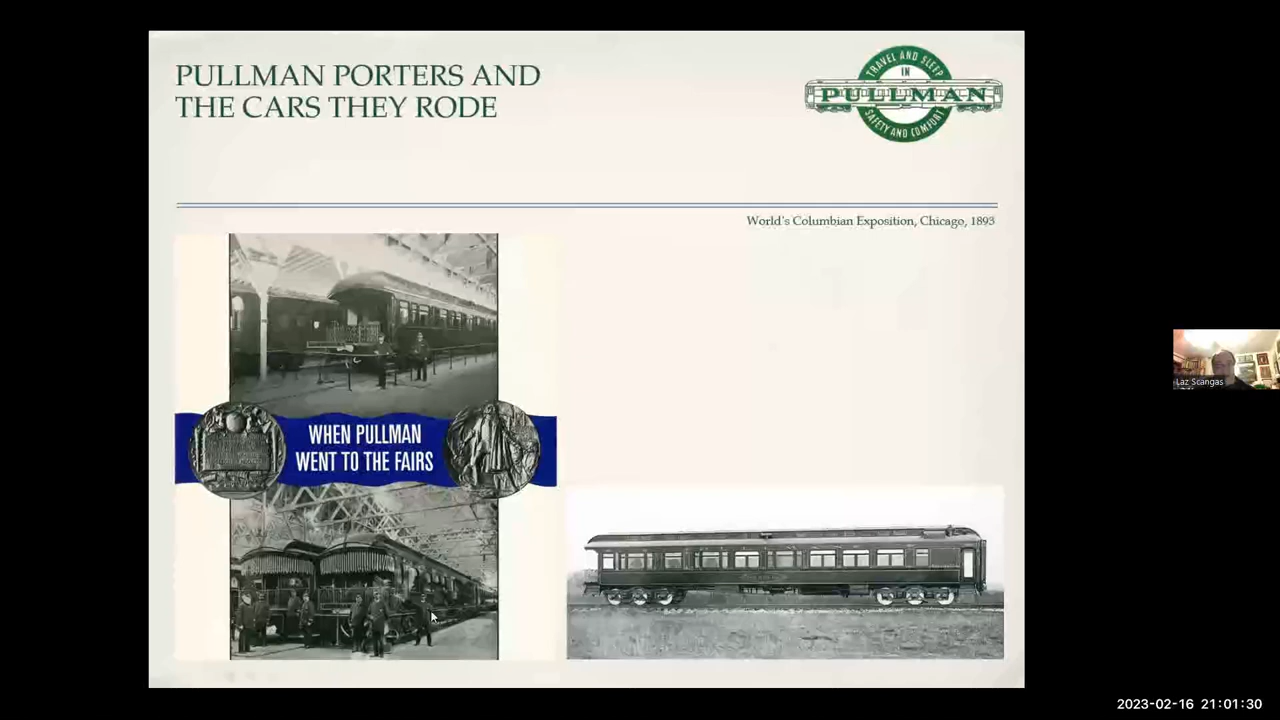 PULLMAN PORTERS AND
THE CARS THEY RODE
TRAVEL AND SLEEP
IN
PULLMAN
SAFETY AND COMFORT
World's Columbian Exposition, Chicago, 1893
WHEN PULLMAN
WENT TO THE FAIRS
Laz Scangas
2023-02-16 21:01:30